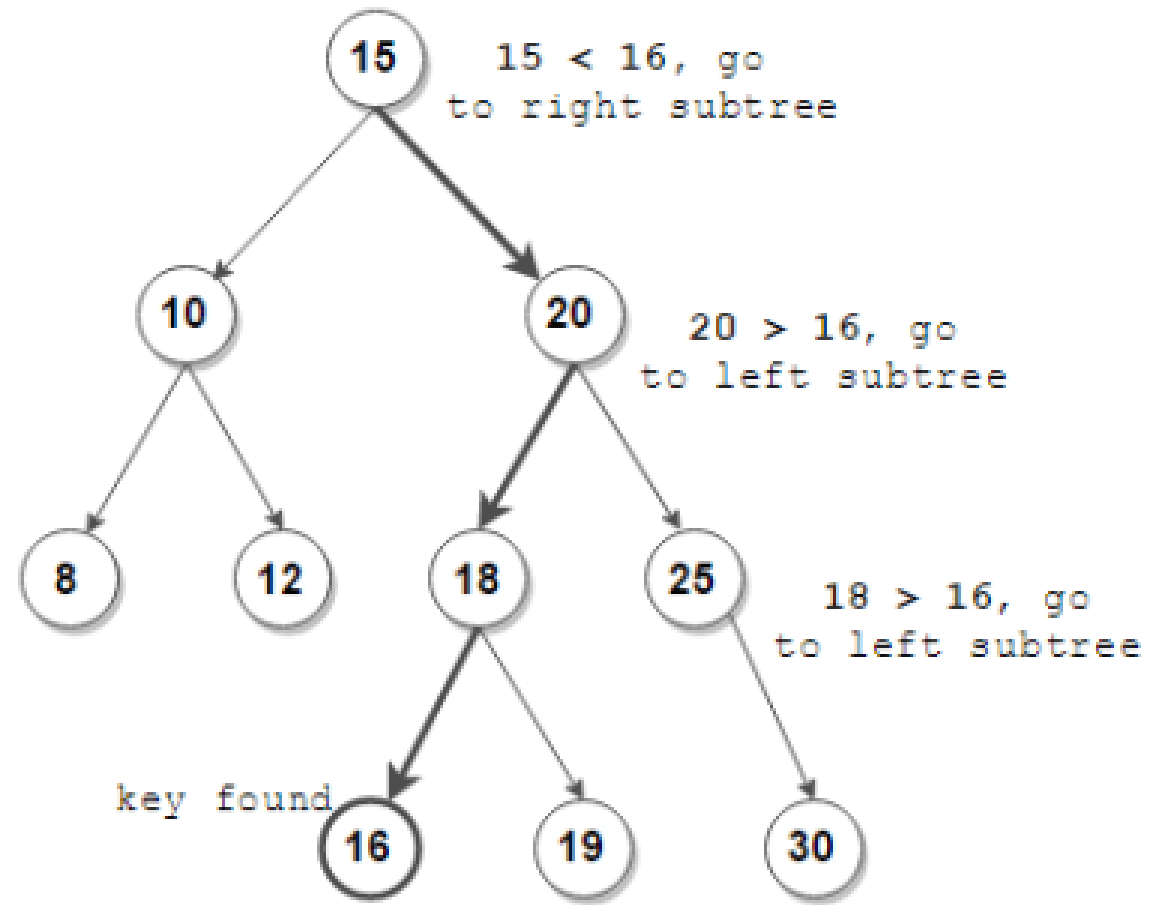 15
15 < 16, go
to right subtree
10
20
20 > 16, go
to left subtree
8
12
18
25
18 > 16, go
to left subtree
key found
16
19
30